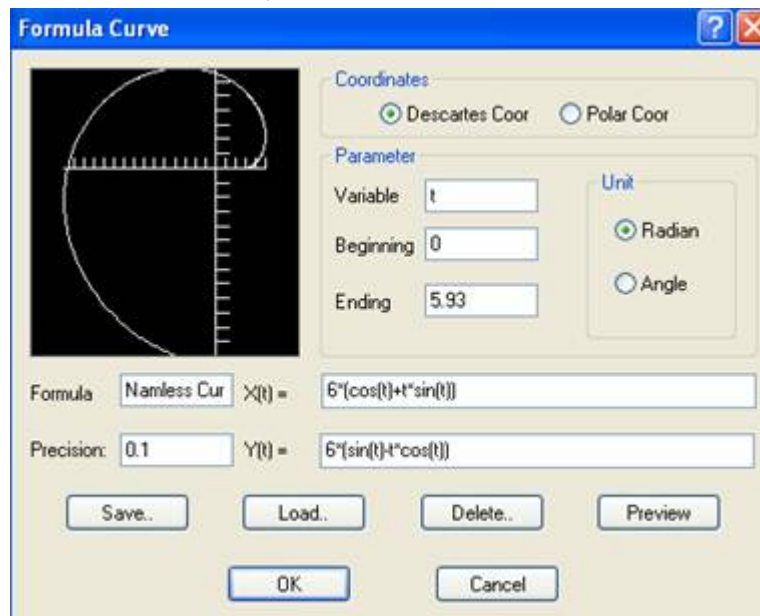 Formula Curve
Coordinates
Descartes Coor Polar Coor
Parameter
Variable t
Beginning 0
Ending 5.93
Unit
Radian
Angle
Formula Namless Cur X(t) = 6*(cos(t)+t*sin(t))
Precision: 0.1 Y(t) = 6*(sin(t)-t*cos(t))
Save.. Load.. Delete.. Preview
OK Cancel